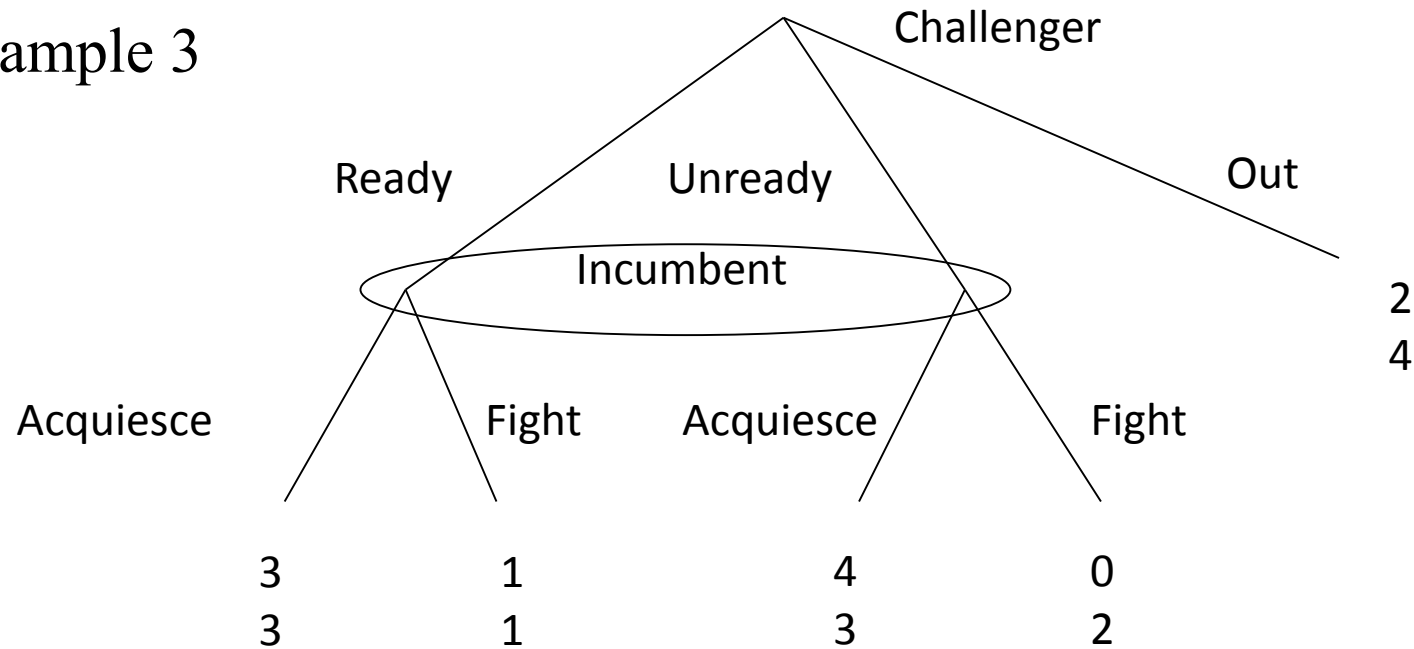 Challenger
ample 3
Ready Unready Out
Incumbent
2
4
Acquiesce Fight Acquiesce Fight
3 1 4 0
3 1 3 2